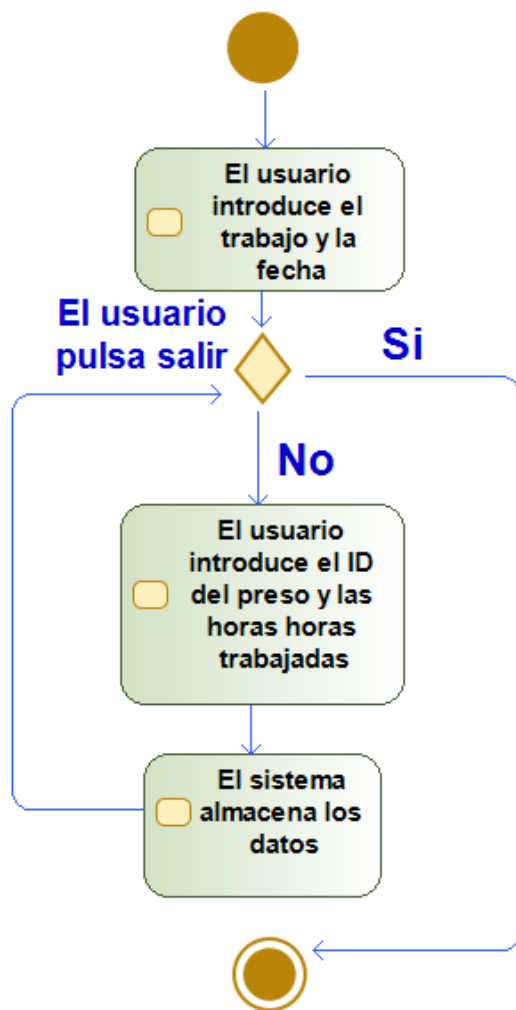 El usuario
introduce el
trabajo y la
fecha
El usuario
pulsa salir
Si
No
El usuario
introduce el ID
del preso y las
horas horas
trabajadas
El sistema
almacena los
datos